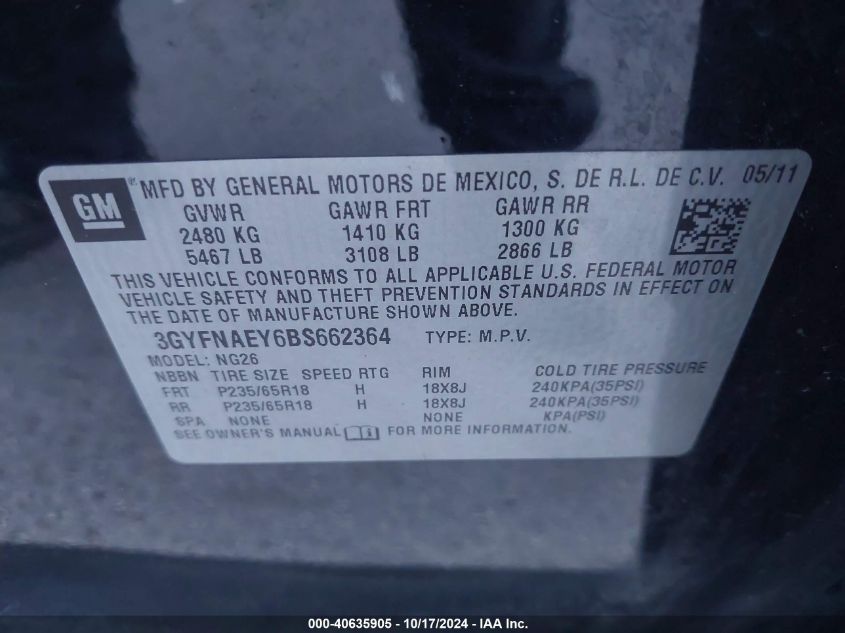 GM ® MFD BY GENERAL MOTORS DE MEXICO, S. DE R.L. DE C.V. 05/11
GVWR GAWR FRT GAWR RR
2480 KG 1410 KG 1300 KG
5467 LB 3108 LB 2866 LB
THIS VEHICLE CONFORMS TO ALL APPLICABLE U.S. FEDERAL MOTOR
VEHICLE SAFETY AND THEFT PREVENTION STANDARDS IN EFFECT ON
THE DATE OF MANUFACTURE SHOWN ABOVE.
3GYFNAEY6BS662364 TYPE: M.P.V.
MODEL: NG26
NBBN TIRE SIZE SPEED RTG RIM COLD TIRE PRESSURE
FRT P235/65R18 H 18X8J 240KPA(35PSI)
RR P235/65R18 H 18X8J 240KPA(35PSI)
SPA NONE NONE KPA(PSI)
SEE OWNER'S MANUAL FOR MORE INFORMATION.
000-40635905 - 10/17/2024 - IAA Inc.